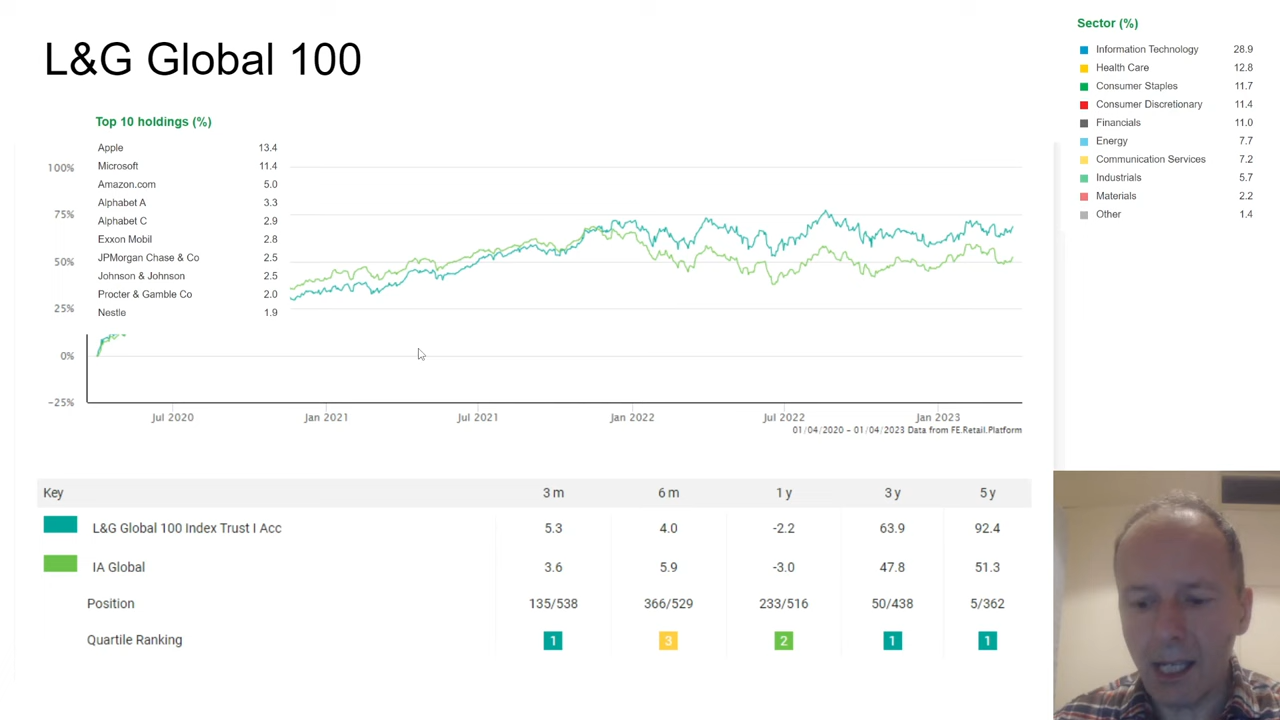 L&G Global 100
Sector (%)
Information Technology 28.9
Health Care 12.8
Consumer Staples 11.7
Consumer Discretionary 11.4
Financials 11.0
Energy 7.7
Communication Services 7.2
Industrials 5.7
Materials 2.2
Other 1.4
Top 10 holdings (%)
Apple 13.4
Microsoft 11.4
Amazon.com 5.0
Alphabet A 3.3
Alphabet C 2.9
Exxon Mobil 2.8
JPMorgan Chase & Co 2.5
Johnson & Johnson 2.5
Procter & Gamble Co 2.0
Nestle 1.9
100%
75%
50%
25%
0%
-25%
Jul 2020 Jan 2021 Jul 2021 Jan 2022 Jul 2022 Jan 2023
01/04/2020 - 01/04/2023 Data from FE.Retail.Platform
Key 3 m 6 m 1 y 3 y 5 y
L&G Global 100 Index Trust I Acc 5.3 4.0 -2.2 63.9 92.4
IA Global 3.6 5.9 -3.0 47.8 51.3
Position 135/538 366/529 233/516 50/438 5/362
Quartile Ranking 1 3 2 1 1